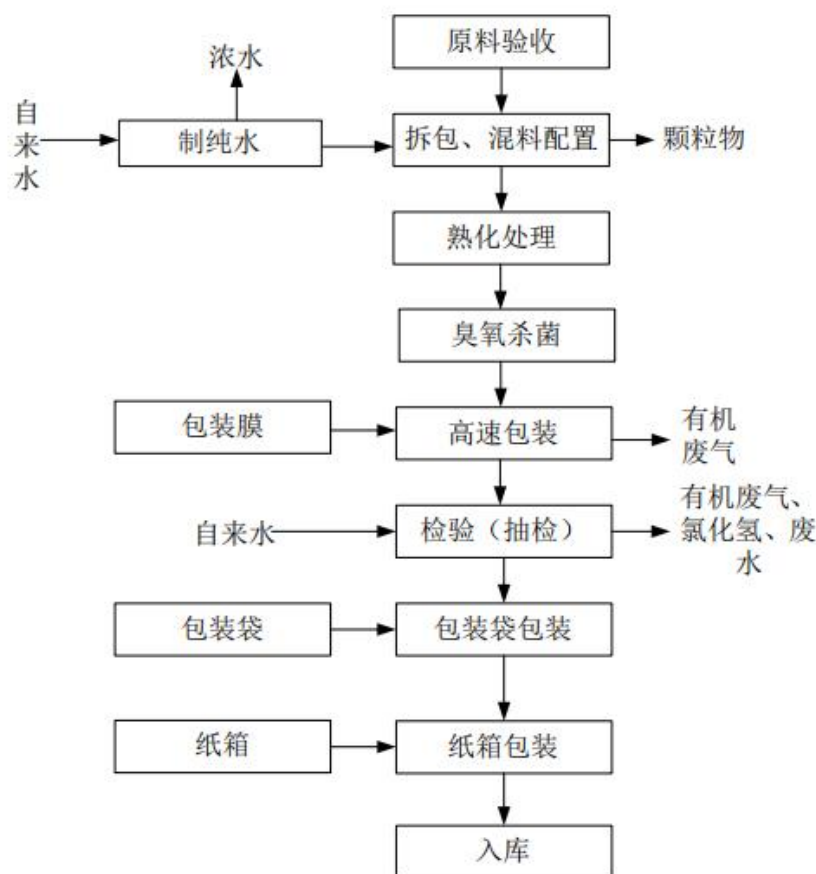 原料验收
浓水
自
来
水
制纯水
拆包、混料配置
颗粒物
熟化处理
臭氧杀菌
包装膜
高速包装
有机
废气
自来水
检验（抽检）
有机废气、
氯化氢、废
水
包装袋
包装袋包装
纸箱
纸箱包装
入库